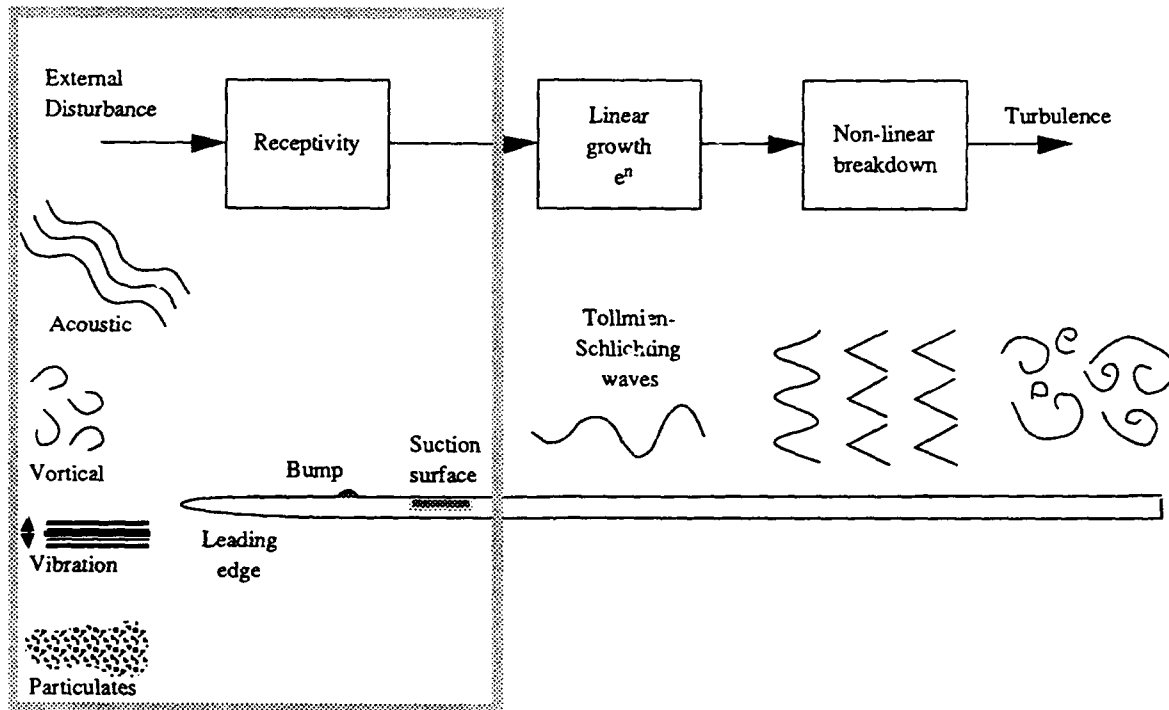 External
Disturbance
Receptivity
Linear
growth
eⁿ
Non-linear
breakdown
Turbulence
Acoustic
Tollmien-
Schlichting
waves
Vortical
Bump
Suction
surface
Leading
edge
Vibration
Particulates